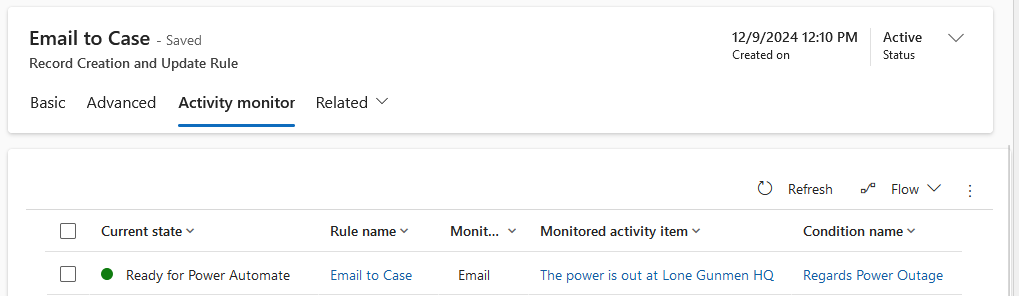 Email to Case - Saved
Record Creation and Update Rule
12/9/2024 12:10 PM
Created on
Active
Status
Basic Advanced Activity monitor Related
Refresh Flow
Current state Rule name Monit... Monitored activity item Condition name
Ready for Power Automate Email to Case Email The power is out at Lone Gunmen HQ Regards Power Outage